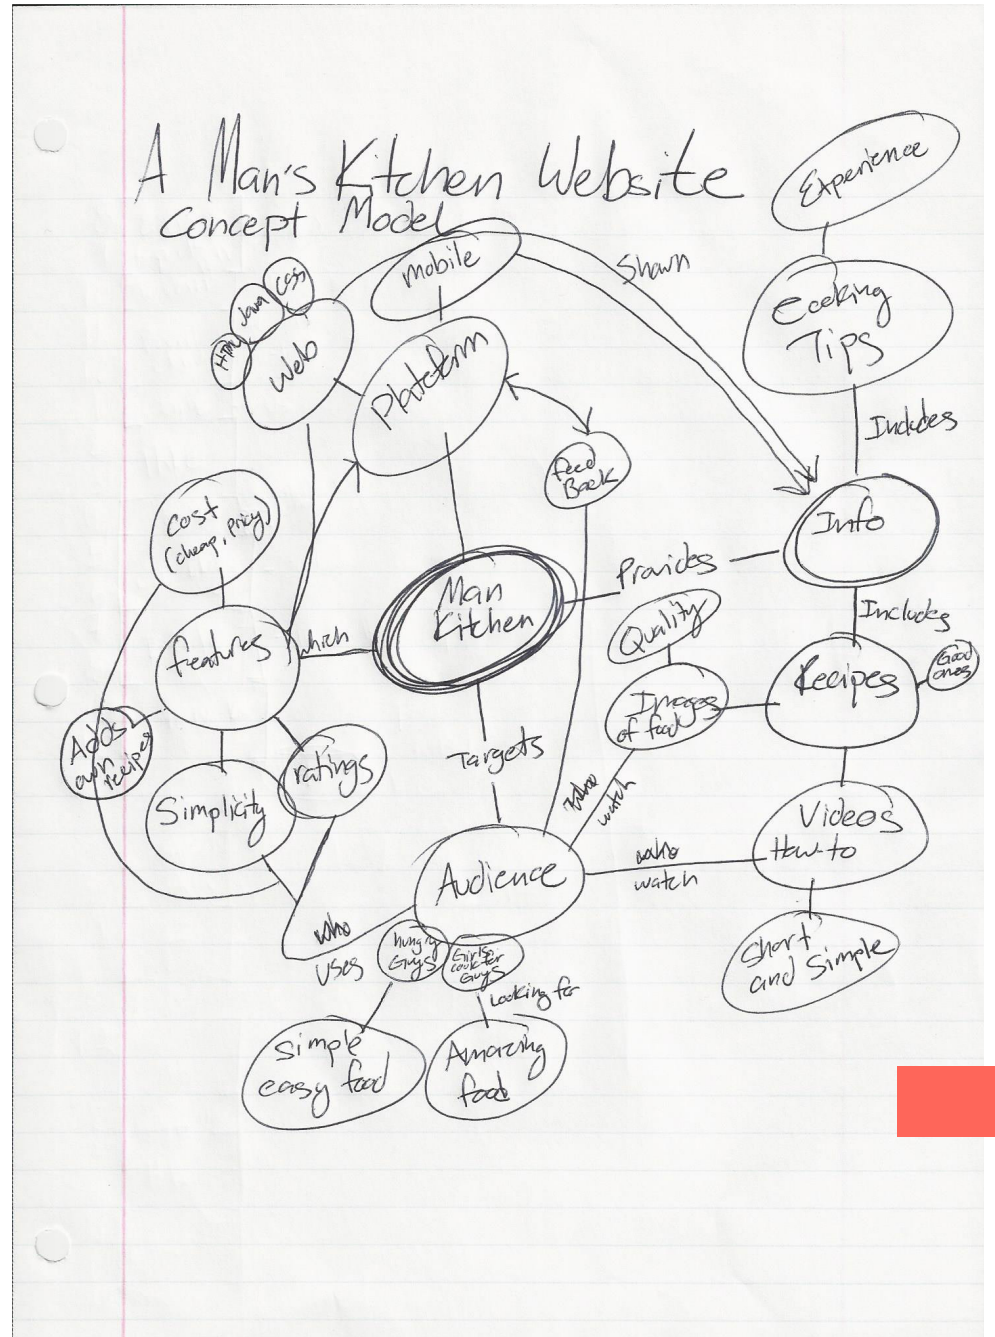 A Man's Kitchen Website
Concept Model
Experience
mobile
Shown
Css
Java
HTML
Web
Cooking
Tips
Platform
Includes
Feed
Back
Cost
(cheap, Pricy)
Info
Provides
Man
Kitchen
Includes
Quality
features
which
Recipes
Good
ones
Images
of food
Adds
own
recipes
Targets
ratings
Simplicity
who
watch
Videos
How-to
who
watch
Audience
who
uses
hungry
Guys
Girls
cook for
Guys
Looking for
Short
and Simple
Simple
easy food
Amazing
food